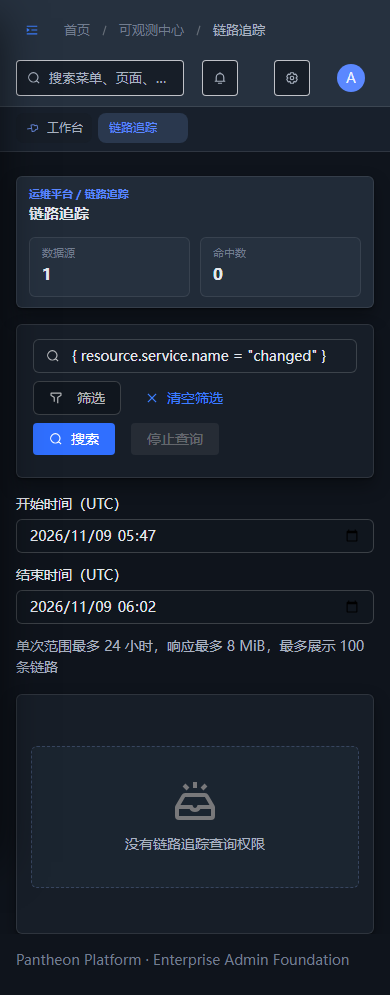 首页 / 可观测中心 / 链路追踪
搜索菜单、页面、...
A
工作台 链路追踪
运维平台 / 链路追踪
链路追踪
数据源 命中数
1 0
{ resource.service.name = "changed" }
筛选 清空筛选
搜索 停止查询
开始时间（UTC）
2026/11/09 05:47
结束时间（UTC）
2026/11/09 06:02
单次范围最多 24 小时，响应最多 8 MiB，最多展示 100
条链路
没有链路追踪查询权限
Pantheon Platform · Enterprise Admin Foundation